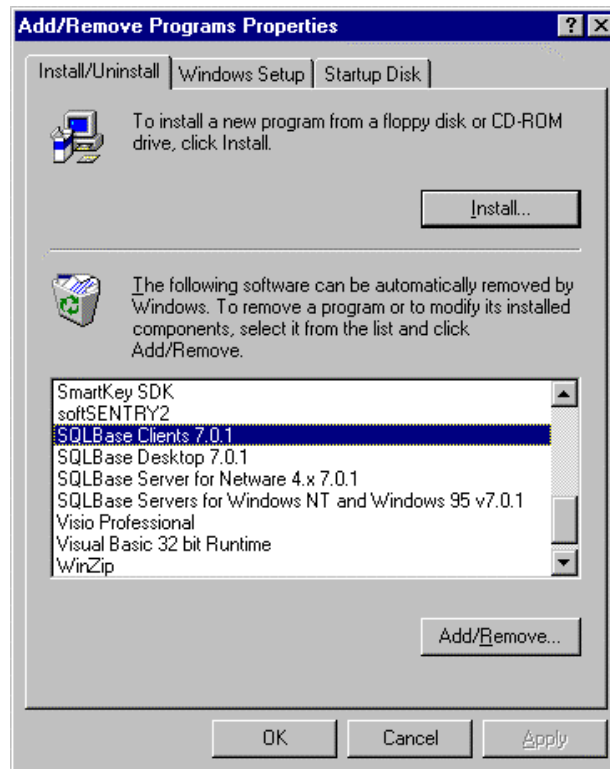 Add/Remove Programs Properties
Install/Uninstall Windows Setup Startup Disk
To install a new program from a floppy disk or CD-ROM
drive, click Install.
Install...
The following software can be automatically removed by
Windows. To remove a program or to modify its installed
components, select it from the list and click
Add/Remove.
SmartKey SDK
softSENTRY2
SQLBase Clients 7.0.1
SQLBase Desktop 7.0.1
SQLBase Server for Netware 4.x 7.0.1
SQLBase Servers for Windows NT and Windows 95 v7.0.1
Visio Professional
Visual Basic 32 bit Runtime
WinZip
Add/Remove...
OK Cancel Apply